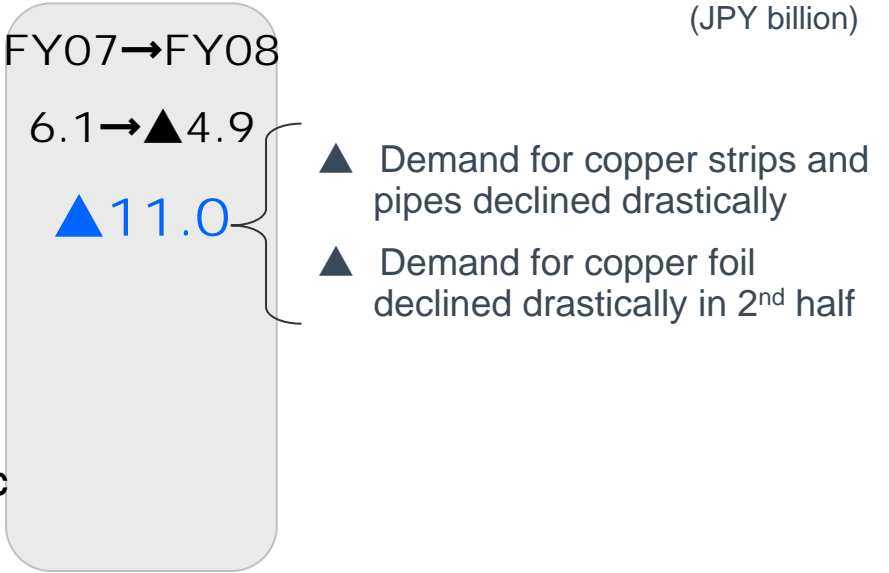 (JPY billion)
FY07→FY08
6.1→▲4.9
▲11.0
▲ Demand for copper strips and
pipes declined drastically
▲ Demand for copper foil
declined drastically in 2nd half
c